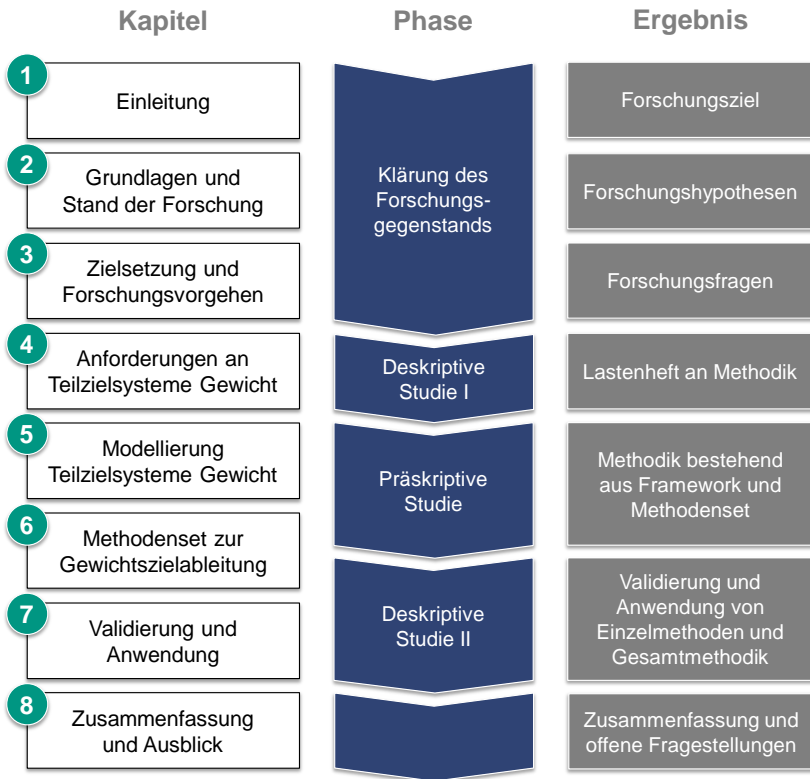 Kapitel
Phase
Ergebnis
1
Einleitung
2
Grundlagen und
Stand der Forschung
3
Zielsetzung und
Forschungsvorgehen
4
Anforderungen an
Teilzielsysteme Gewicht
5
Modellierung
Teilzielsysteme Gewicht
6
Methodenset zur
Gewichtszielableitung
7
Validierung und
Anwendung
8
Zusammenfassung
und Ausblick
Klärung des
Forschungs-
gegenstands
Deskriptive
Studie I
Präskriptive
Studie
Deskriptive
Studie II
Forschungsziel
Forschungshypothesen
Forschungsfragen
Lastenheft an Methodik
Methodik bestehend
aus Framework und
Methodenset
Validierung und
Anwendung von
Einzelmethoden und
Gesamtmethodik
Zusammenfassung und
offene Fragestellungen